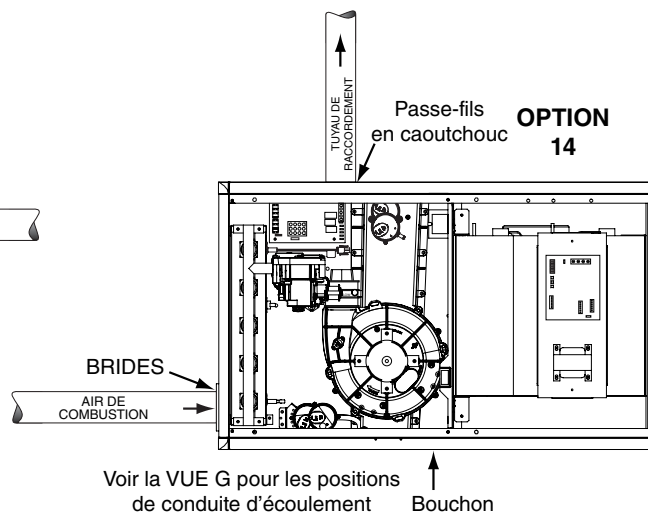 TUYAU DE
RACCORDEMENT
Passe-fils
en caoutchouc
OPTION
14
BRIDES
AIR DE
COMBUSTION
Voir la VUE G pour les positions
de conduite d'écoulement
Bouchon